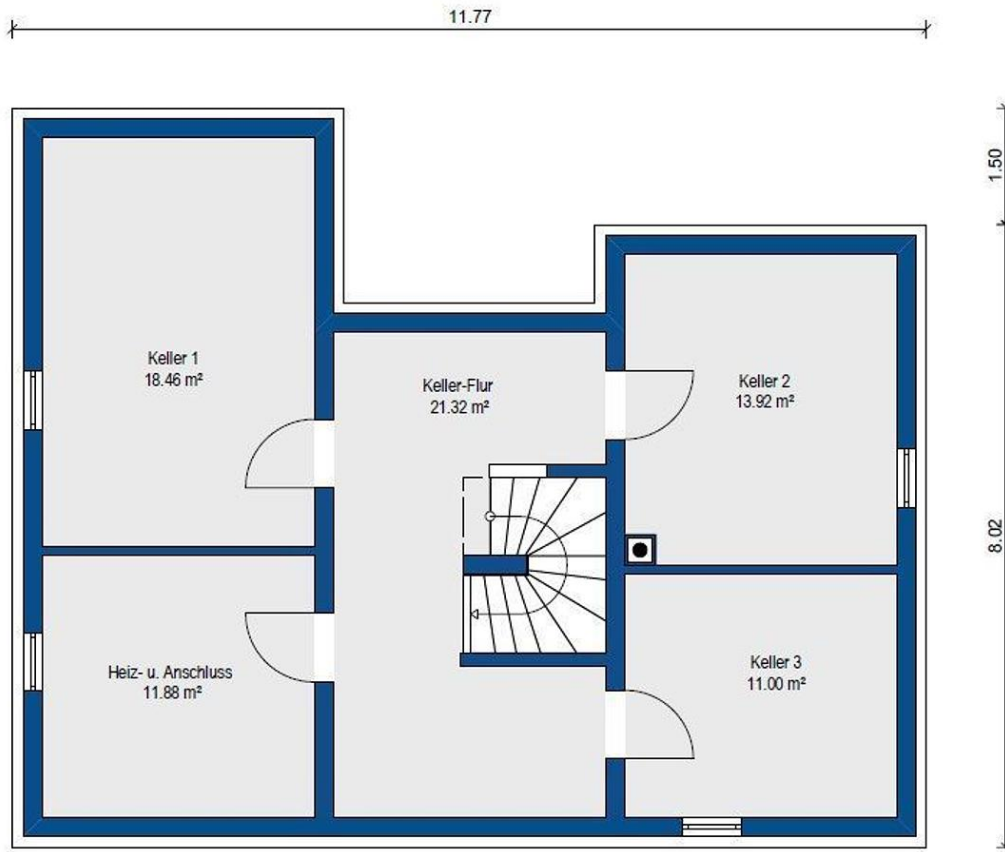 11.77
1.50
Keller 1
18.46 m²
Keller-Flur
21.32 m²
Keller 2
13.92 m²
8.02
Heiz- u. Anschluss
11.88 m²
Keller 3
11.00 m²